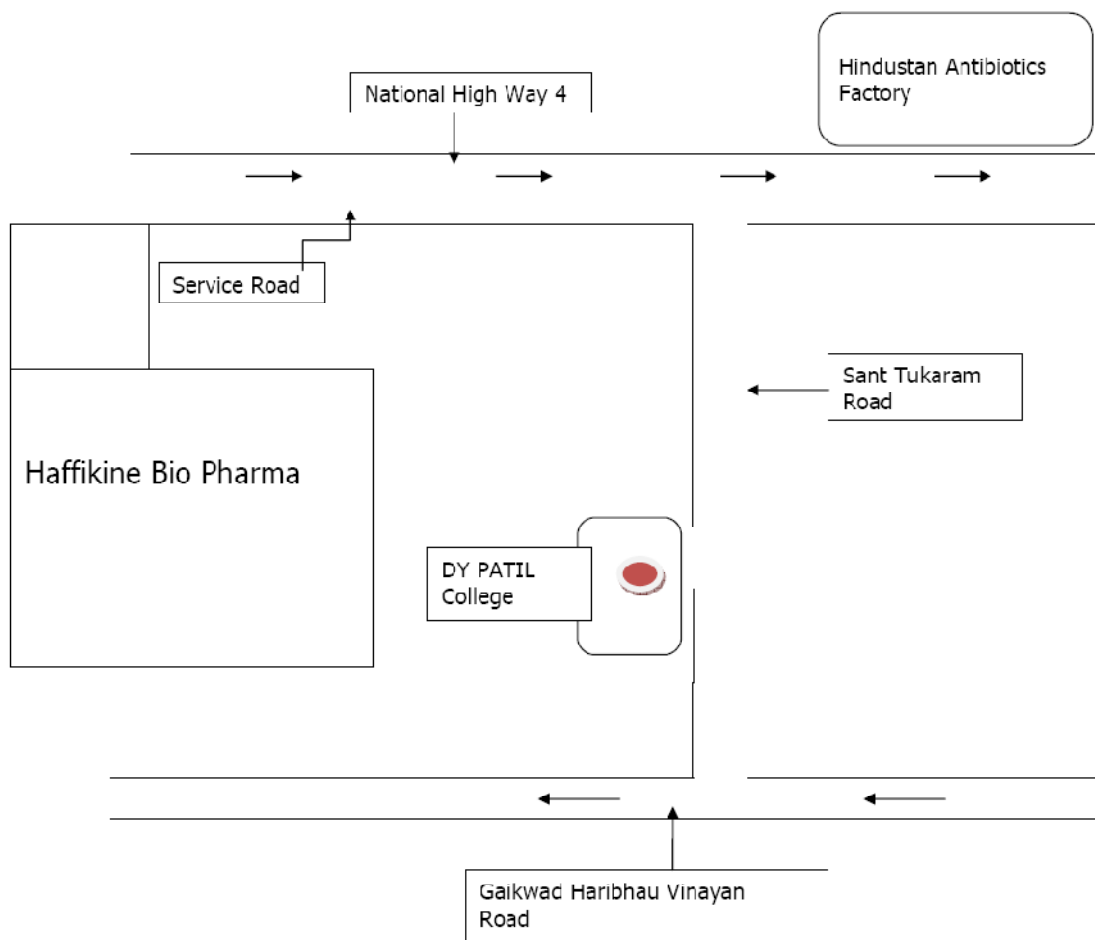 Hindustan Antibiotics
Factory
National High Way 4
Service Road
Sant Tukaram
Road
Haffikine Bio Pharma
DY PATIL
College
Gaikwad Haribhau Vinayan
Road